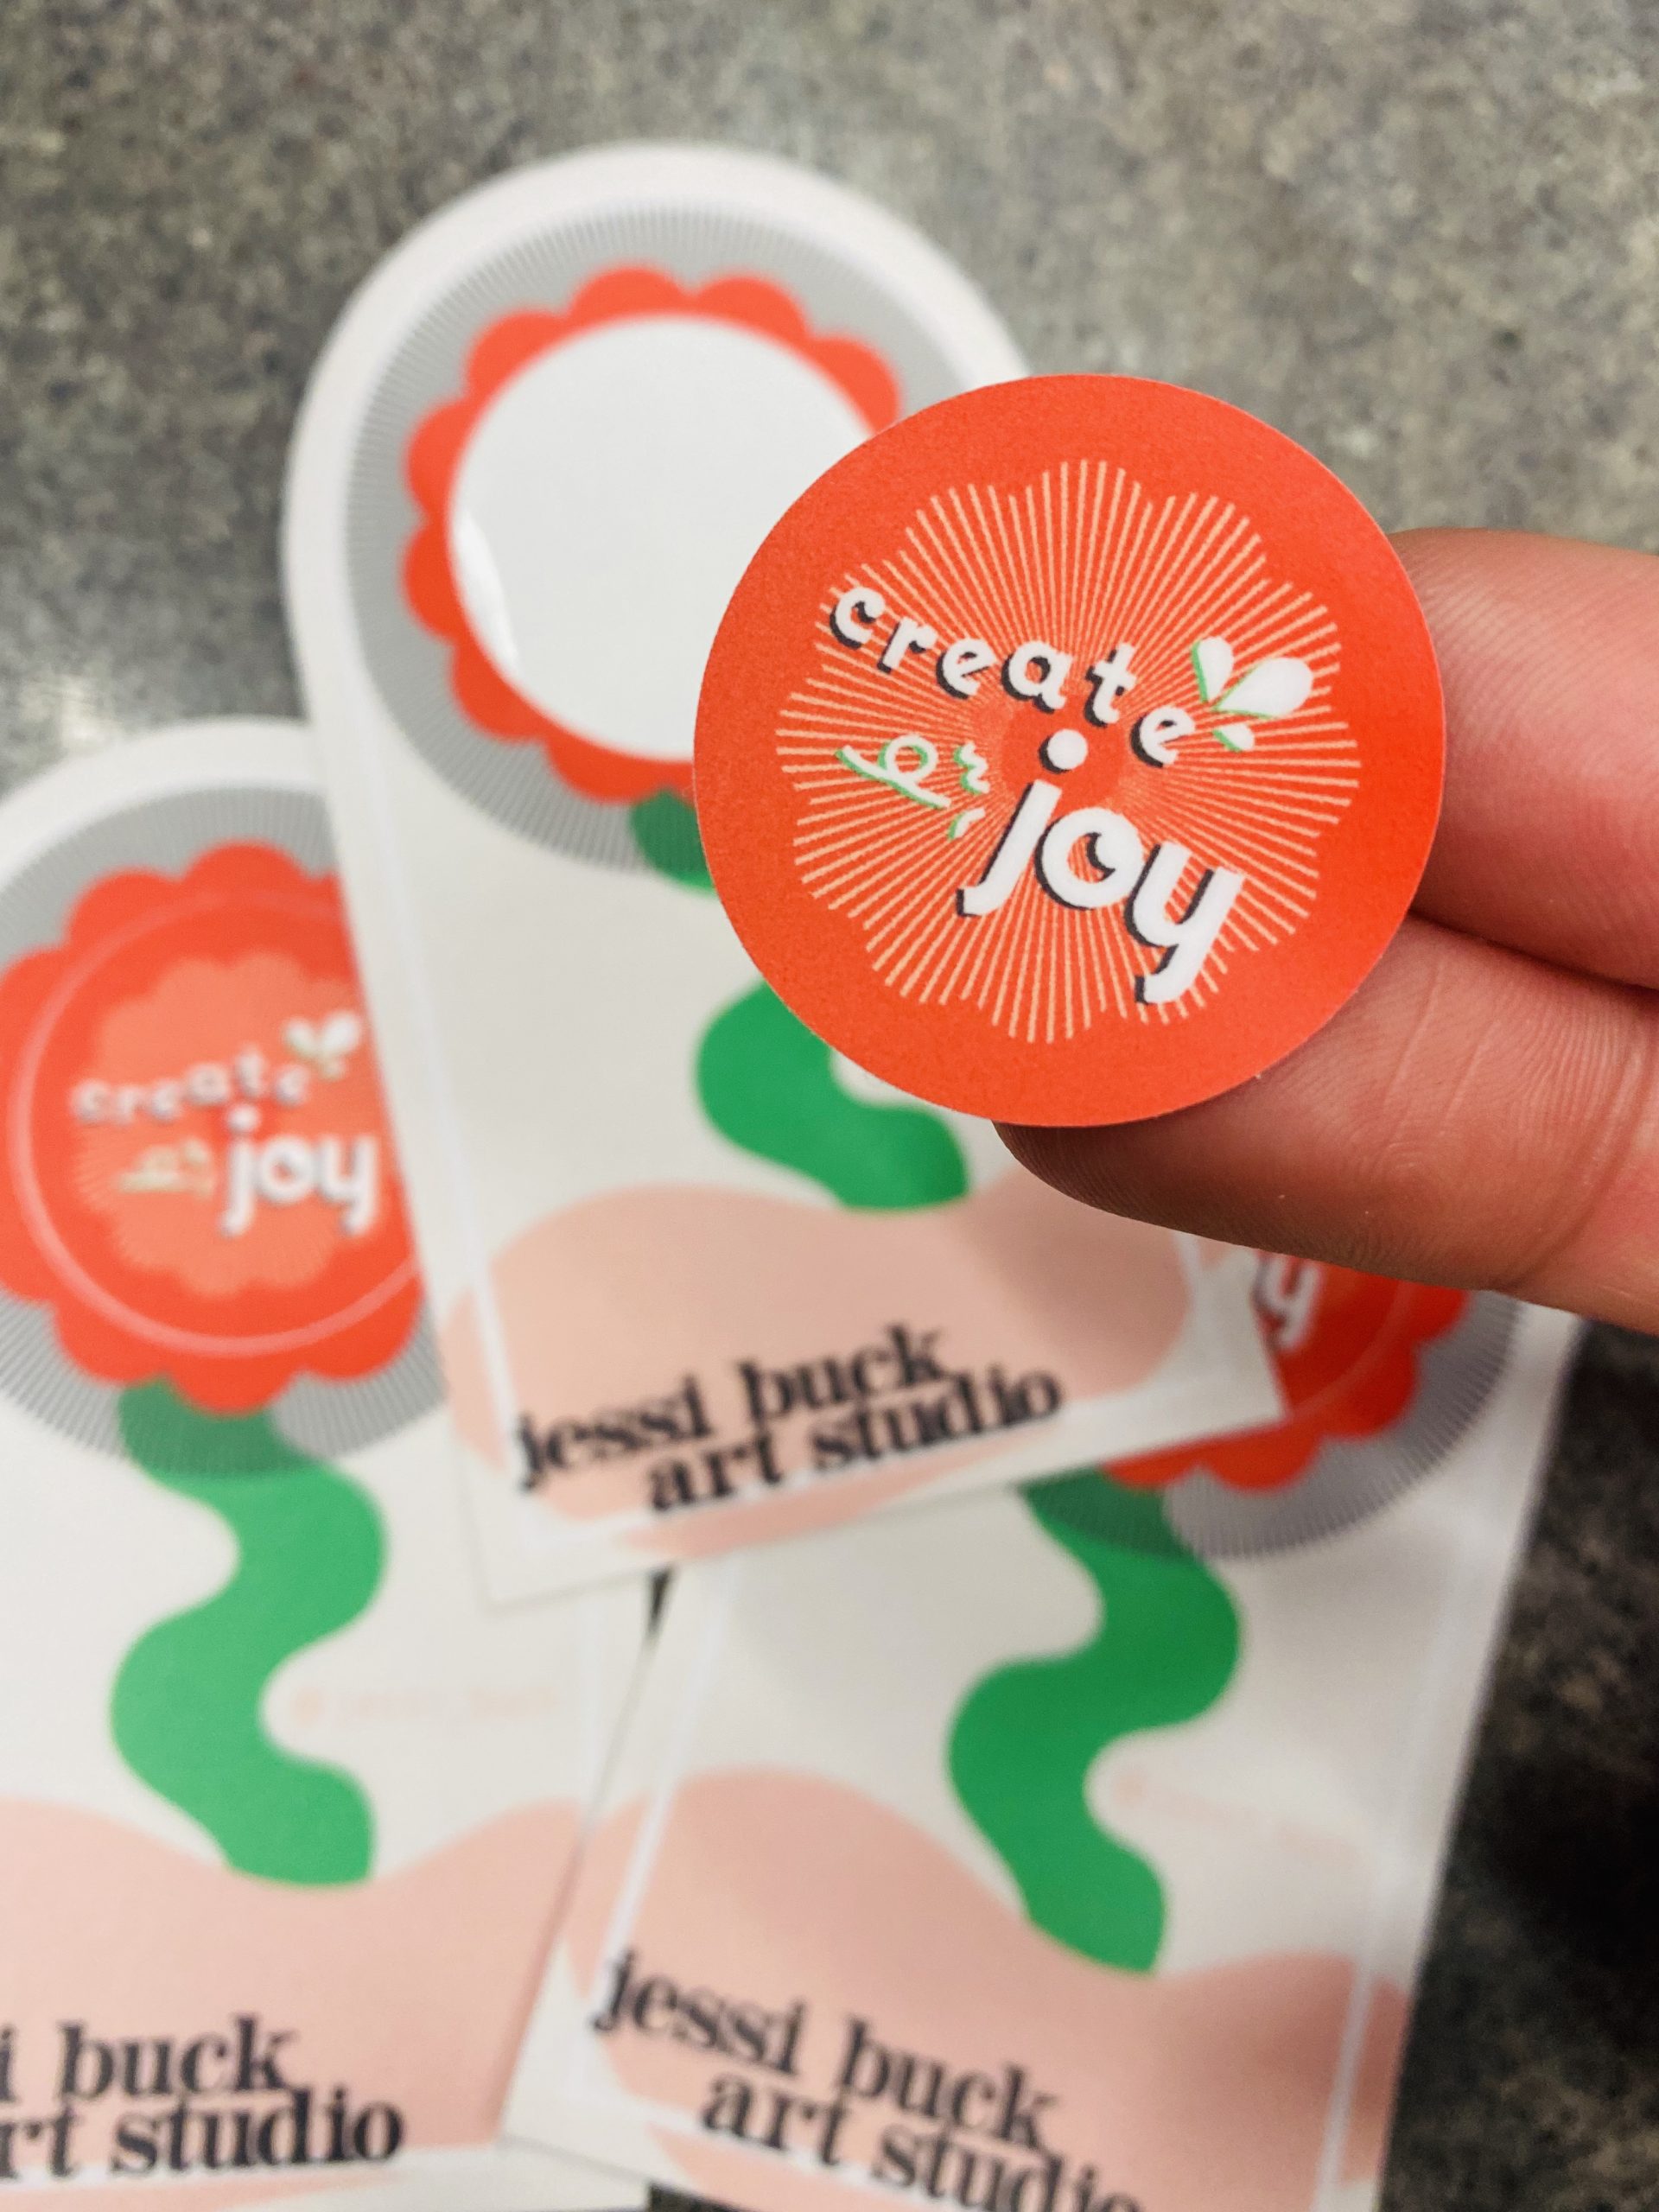 create
joy
create
joy
y
jessi buck
art studio
i buck
rt studio
jessi buck
art studio